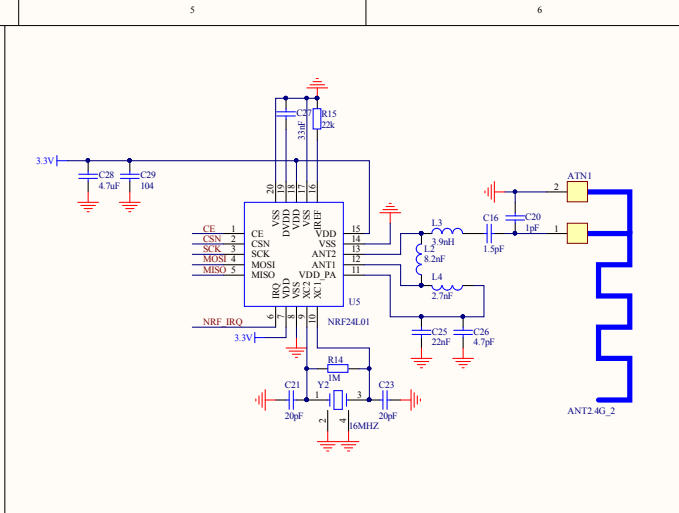 5
6
C27
33nF
R15
22k
3.3V
C28
4.7uF
C29
104
20
19
18
17
16
VSS
DVDD
VDD
VSS
IREF
CE
1
CE
CSN
2
CSN
SCK
3
SCK
MOSI
4
MOSI
MISO
5
MISO
VDD
15
VSS
14
ANT2
13
ANT1
12
VDD_PA
11
IRQ
VDD
VSS
XC2
XC1
6
7
8
9
10
U5
NRF24L01
NRF_IRQ
3.3V
L3
3.9nH
L2
8.2nF
L4
2.7nF
C16
1.5pF
C20
1pF
ATN1
2
1
ANT2.4G_2
C25
22nF
C26
4.7pF
R14
1M
C21
20pF
Y2
1
3
2
4
16MHZ
C23
20pF